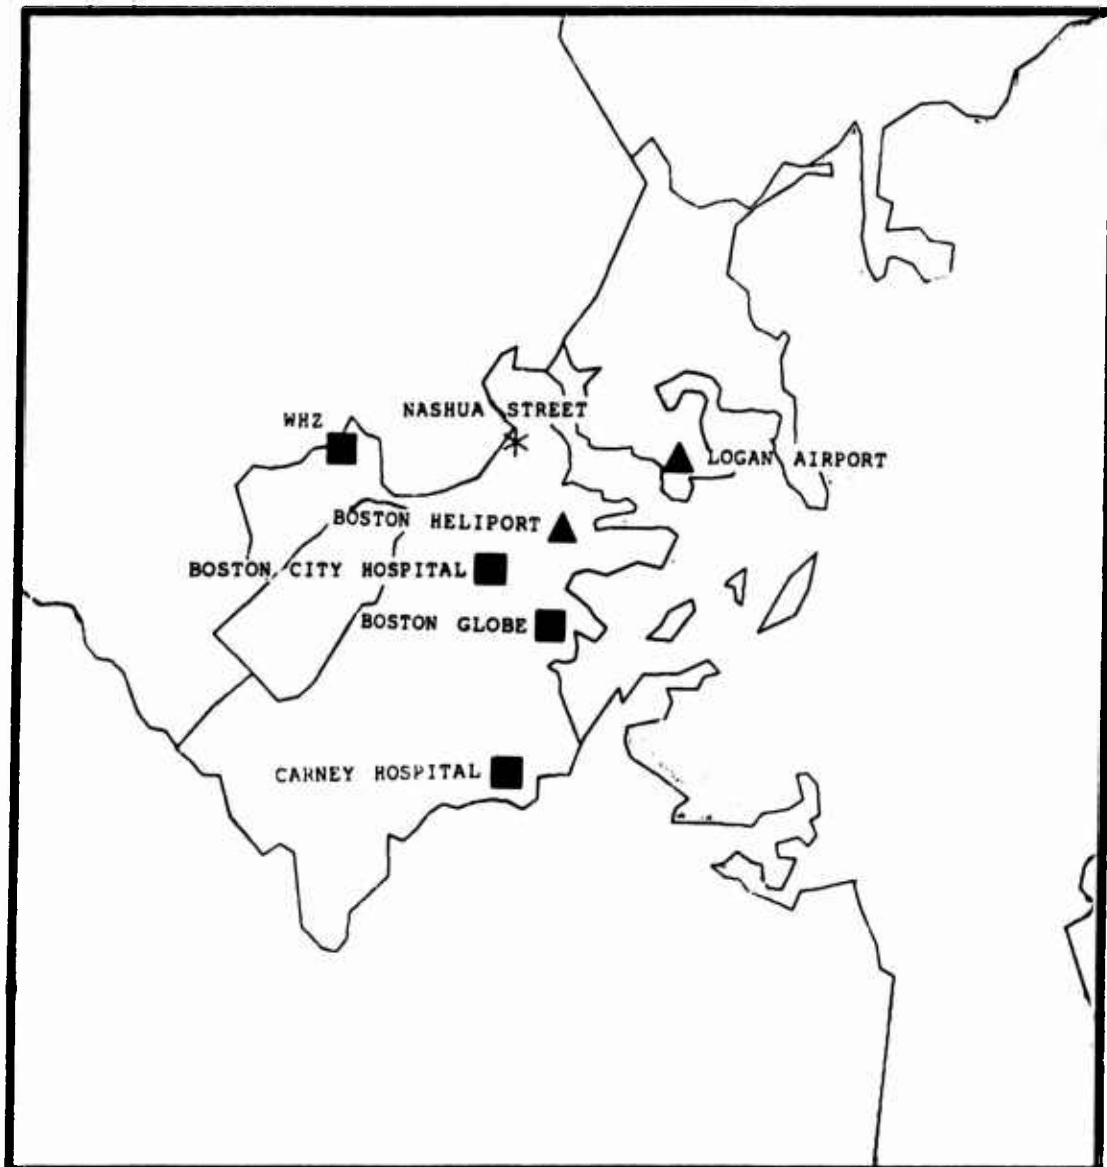 NASHUA STREET
WHZ
LOGAN AIRPORT
BOSTON HELIPORT
BOSTON CITY HOSPITAL
BOSTON GLOBE
CARNEY HOSPITAL